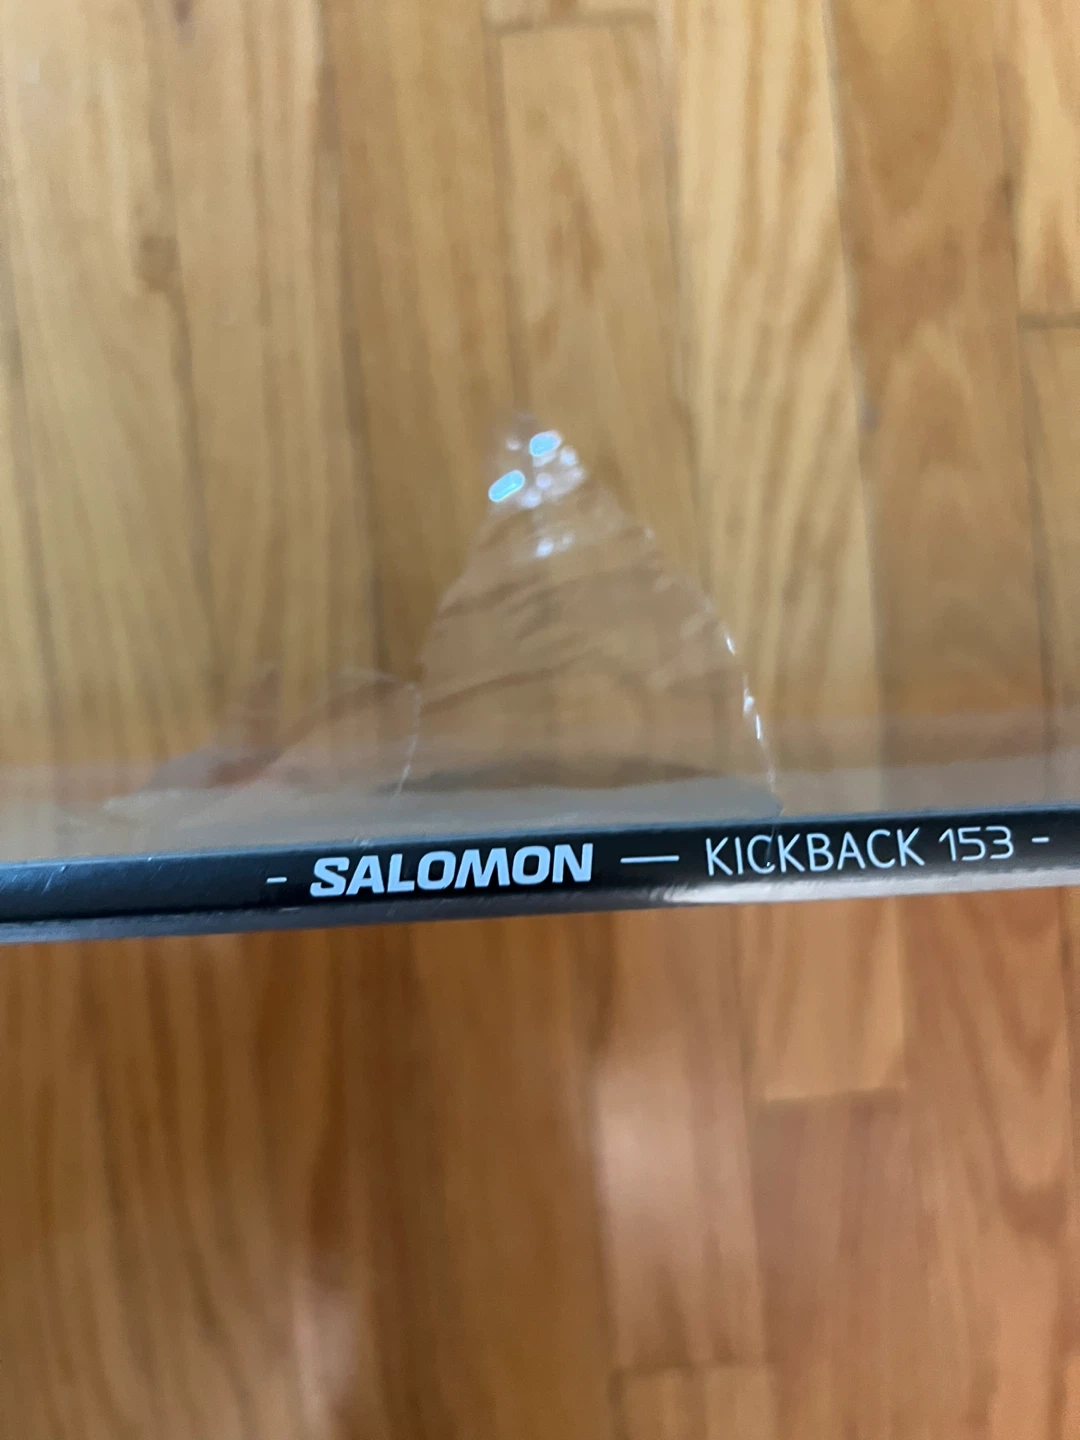 - SALOMON — KICKBACK 153 -